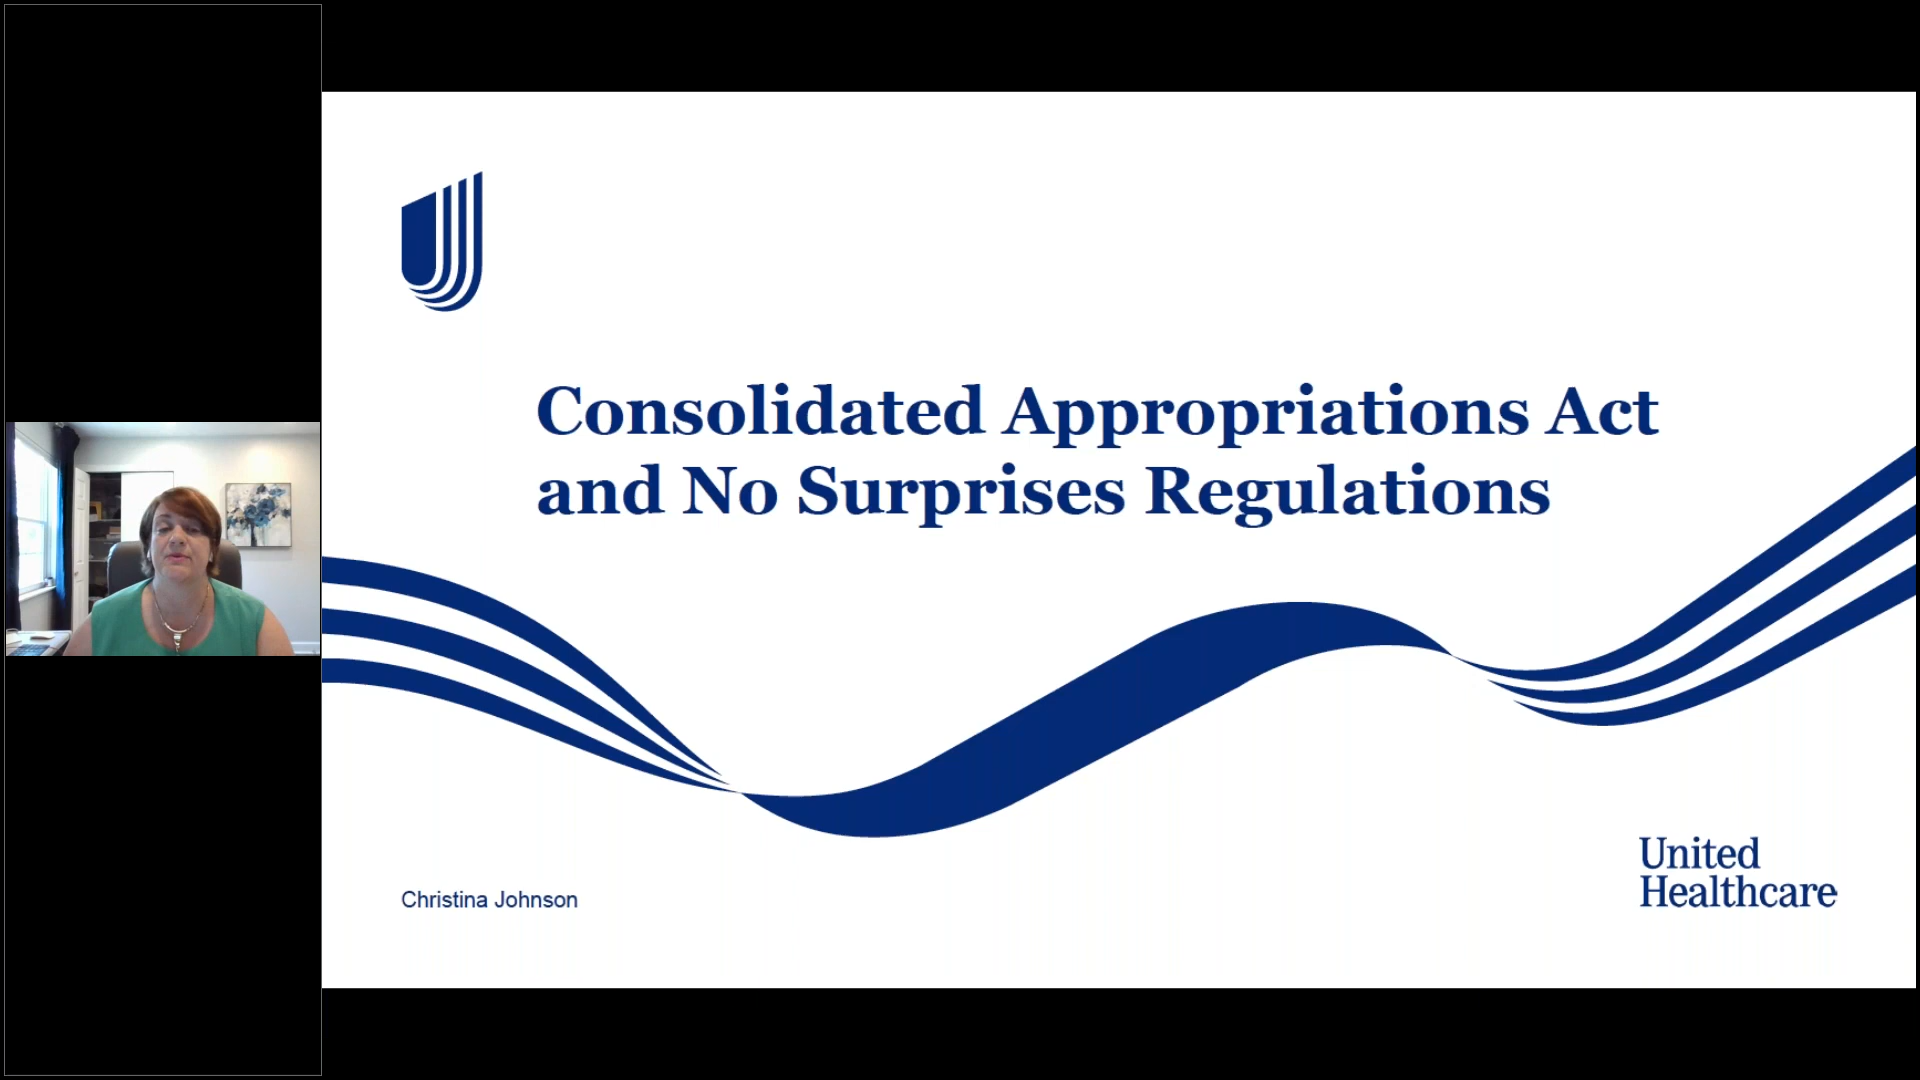 Consolidated Appropriations Act
and No Surprises Regulations
Christina Johnson
United
Healthcare